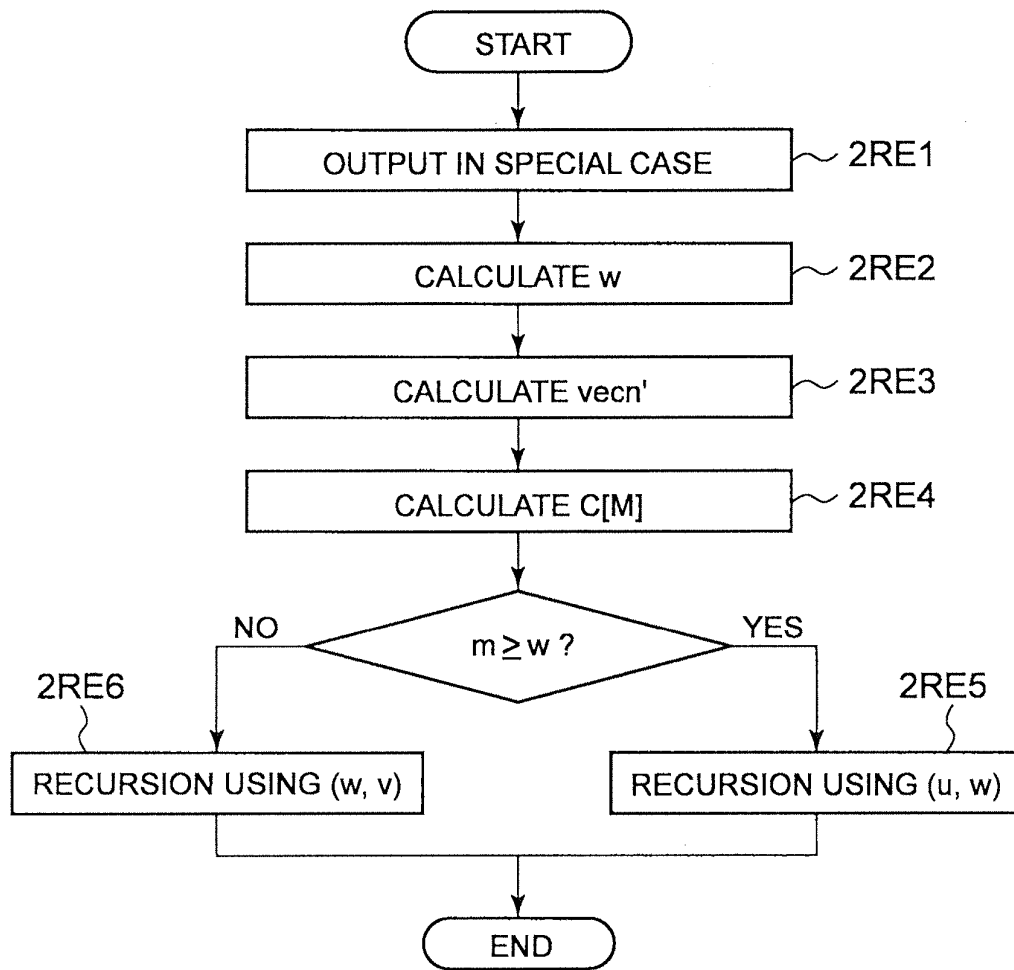 START
OUTPUT IN SPECIAL CASE
2RE1
CALCULATE w
2RE2
CALCULATE vecn'
2RE3
CALCULATE C[M]
2RE4
m ≥ w ?
NO
YES
2RE6
2RE5
RECURSION USING (w, v)
RECURSION USING (u, w)
END